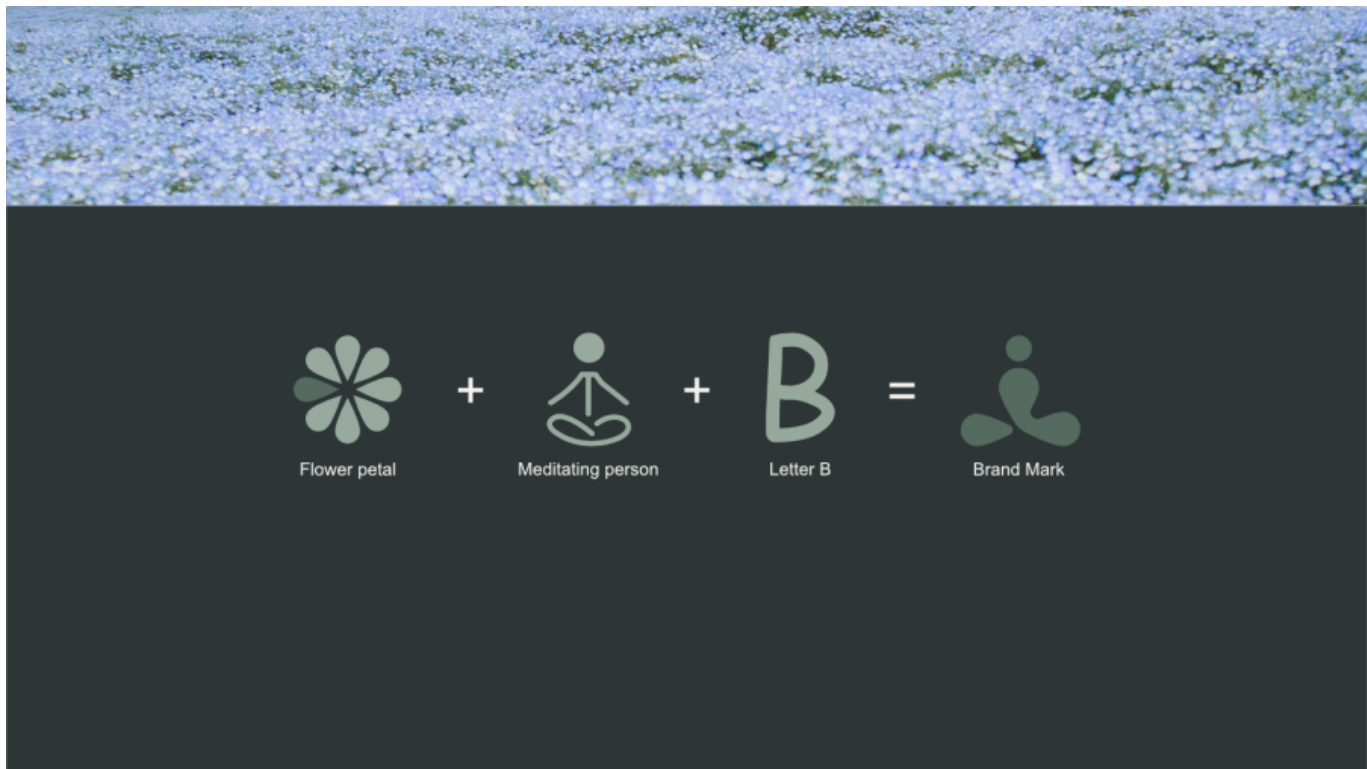 + + B =
Flower petal Meditating person Letter B Brand Mark